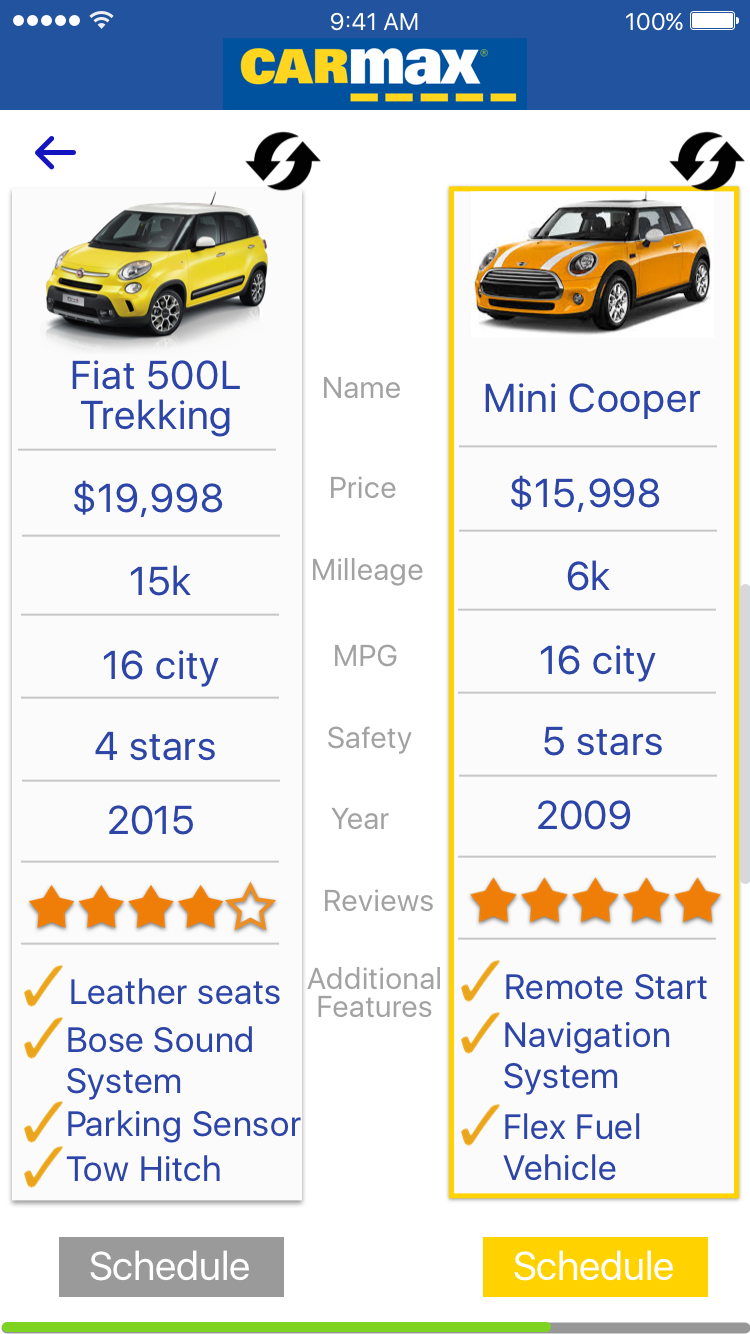 9:41 AM
100%
CARMAX
Fiat 500L
Trekking
Name
Mini Cooper
$19,998
Price
$15,998
15k
Milleage
6k
16 city
MPG
16 city
4 stars
Safety
5 stars
2015
Year
2009
Reviews
Additional
Features
Leather seats
Bose Sound
System
Parking Sensor
Tow Hitch
Remote Start
Navigation
System
Flex Fuel
Vehicle
Schedule
Schedule